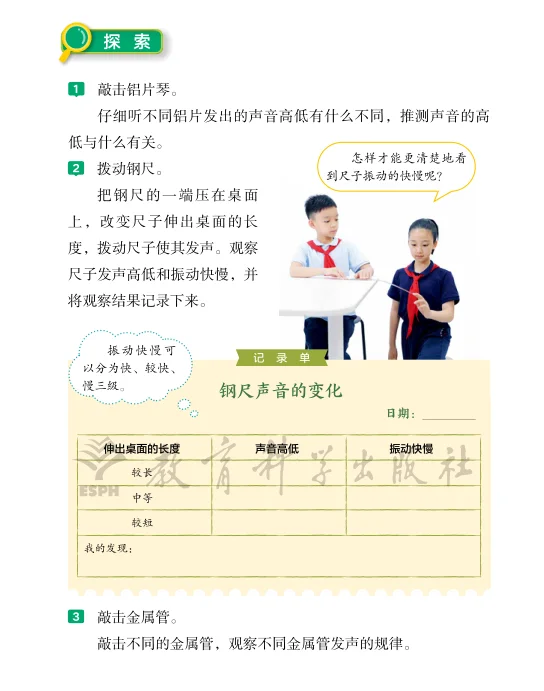 探 索
1 敲击铝片琴。
仔细听不同铝片发出的声音高低有什么不同，推测声音的高
低与什么有关。
2 拨动钢尺。
把钢尺的一端压在桌面
上，改变尺子伸出桌面的长
度，拨动尺子使其发声。观察
尺子发声高低和振动快慢，并
将观察结果记录下来。
怎样才能更清楚地看
到尺子振动的快慢呢？
振动快慢可
以分为快、较快、
慢三级。
记 录 单
钢尺声音的变化
日期：
伸出桌面的长度 声音高低 振动快慢
较长
中等
较短
我的发现：
ESPH 教育科学出版社
3 敲击金属管。
敲击不同的金属管，观察不同金属管发声的规律。